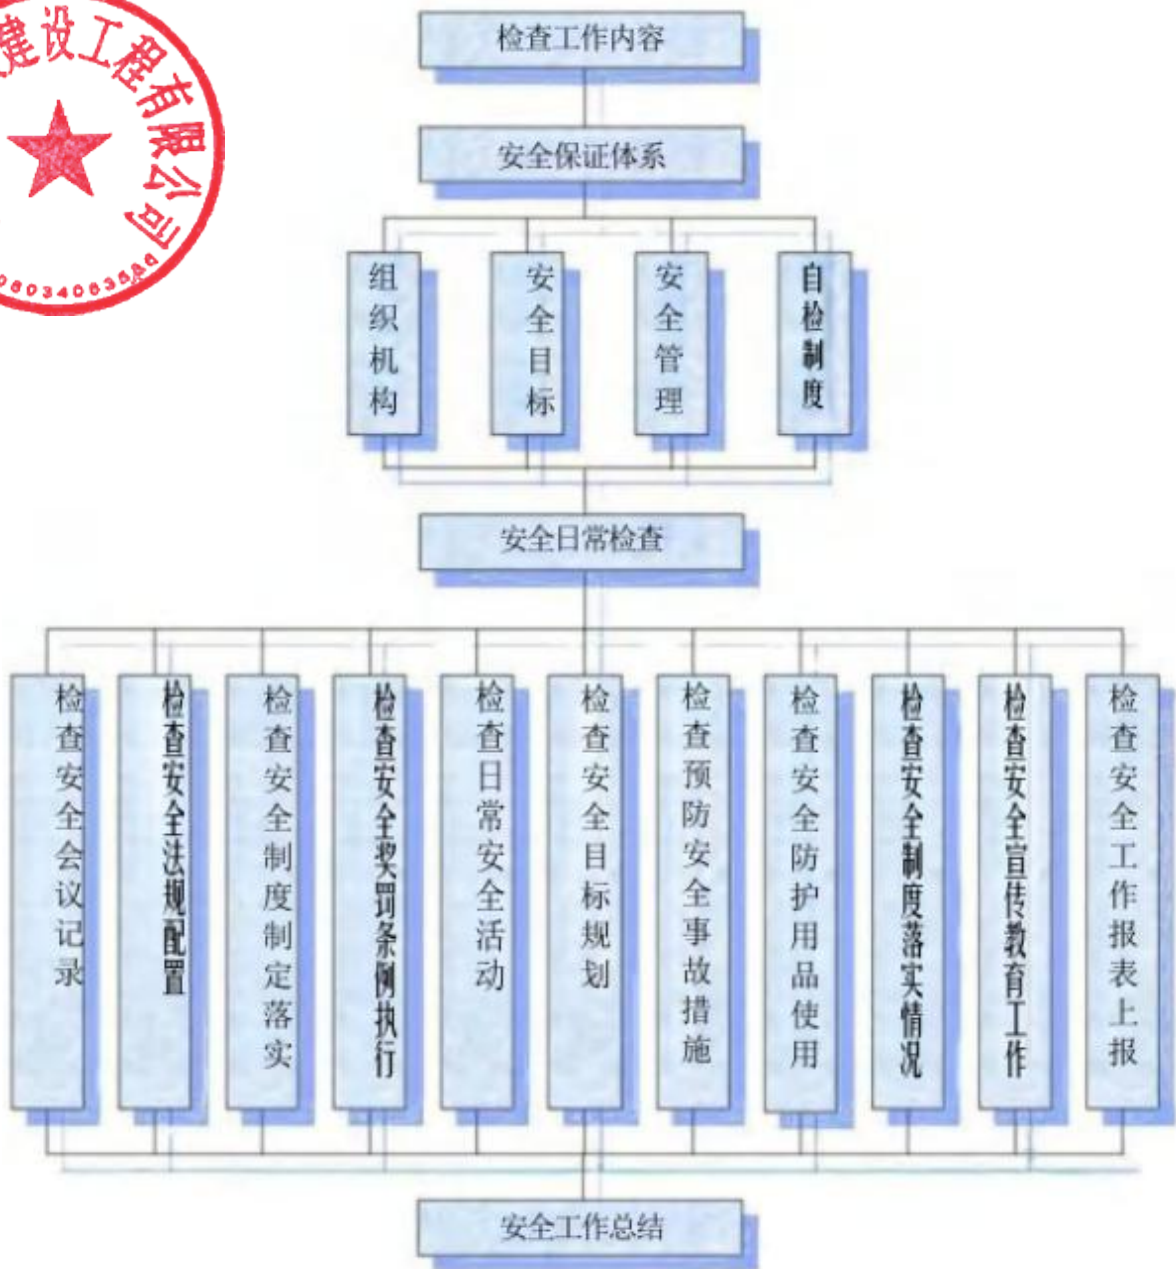 建设工程有限公司
检查工作内容
安全保证体系
组织机构
安全目标
安全管理
自检制度
安全日常检查
检查安全会议记录
检查安全法规配置
检查安全制度制定落实
检查安全奖罚条例执行
检查日常安全活动
检查安全目标规划
检查预防安全事故措施
检查安全防护用品使用
检查安全制度落实情况
检查安全宣传教育工作
检查安全工作报表上报
安全工作总结